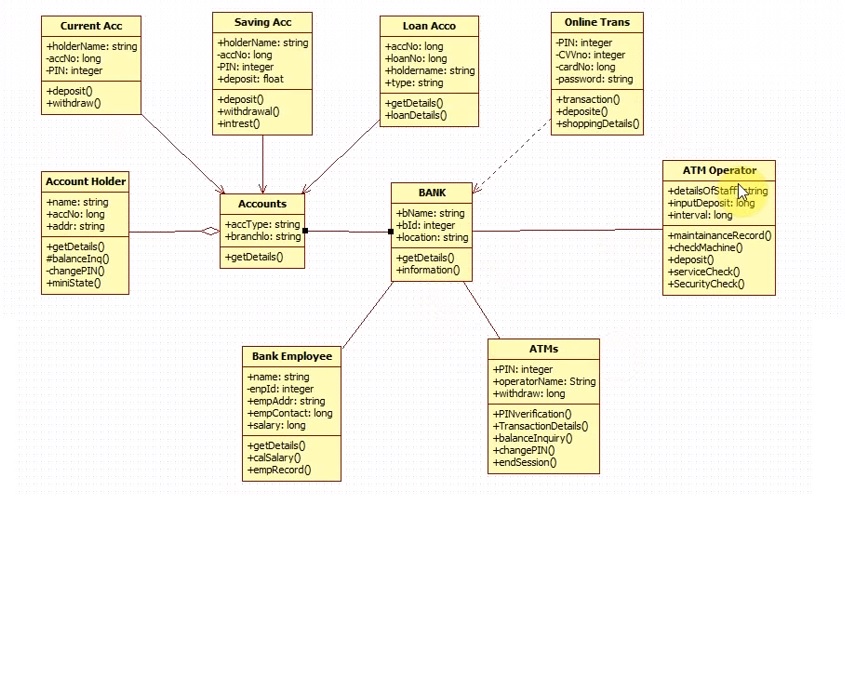 Current Acc
+holderName: string
-accNo: long
-PIN: integer
+deposit()
+withdraw()
Saving Acc
+holderName: string
-accNo: long
-PIN: integer
+deposit: float
+deposit()
+withdrawal()
+intrest()
Loan Acco
+accNo: long
+loanNo: long
+holdername: string
+type: string
+getDetails()
+loanDetails()
Online Trans
-PIN: integer
-CVVno: integer
-cardNo: long
-password: string
+transaction()
+deposite()
+shoppingDetails()
Account Holder
+name: string
+accNo: long
+addr: string
+getDetails()
#balanceInq()
-changePIN()
+miniState()
Accounts
+accType: string
+branchIo: string
+getDetails()
BANK
+bName: string
+bId: integer
+location: string
+getDetails()
+information()
ATM Operator
+detailsOfStaff: string
+inputDeposit: long
+interval: long
+maintainanceRecord()
+checkMachine()
+deposit()
+serviceCheck()
+SecurityCheck()
Bank Employee
+name: string
-enpId: integer
+empAddr: string
+empContact: long
+salary: long
+getDetails()
+calSalary()
+empRecord()
ATMs
+PIN: integer
+operatorName: String
+withdraw: long
+PINverification()
+TransactionDetails()
+balanceInquiry()
+changePIN()
+endSession()